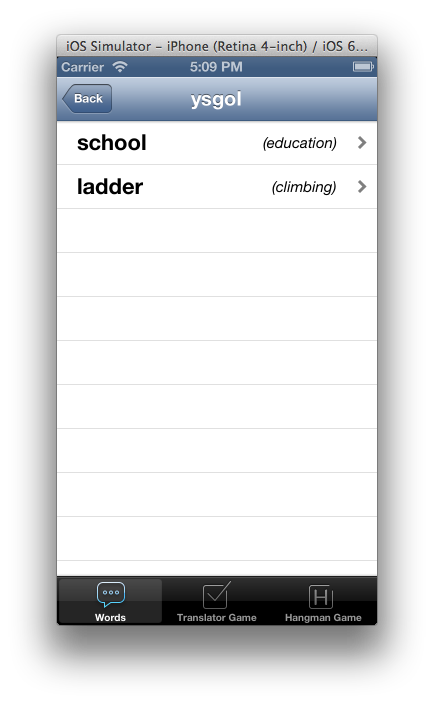 iOS Simulator – iPhone (Retina 4-inch) / iOS 6...
Carrier 5:09 PM
Back ysgol
school (education)
ladder (climbing)
Words Translator Game Hangman Game